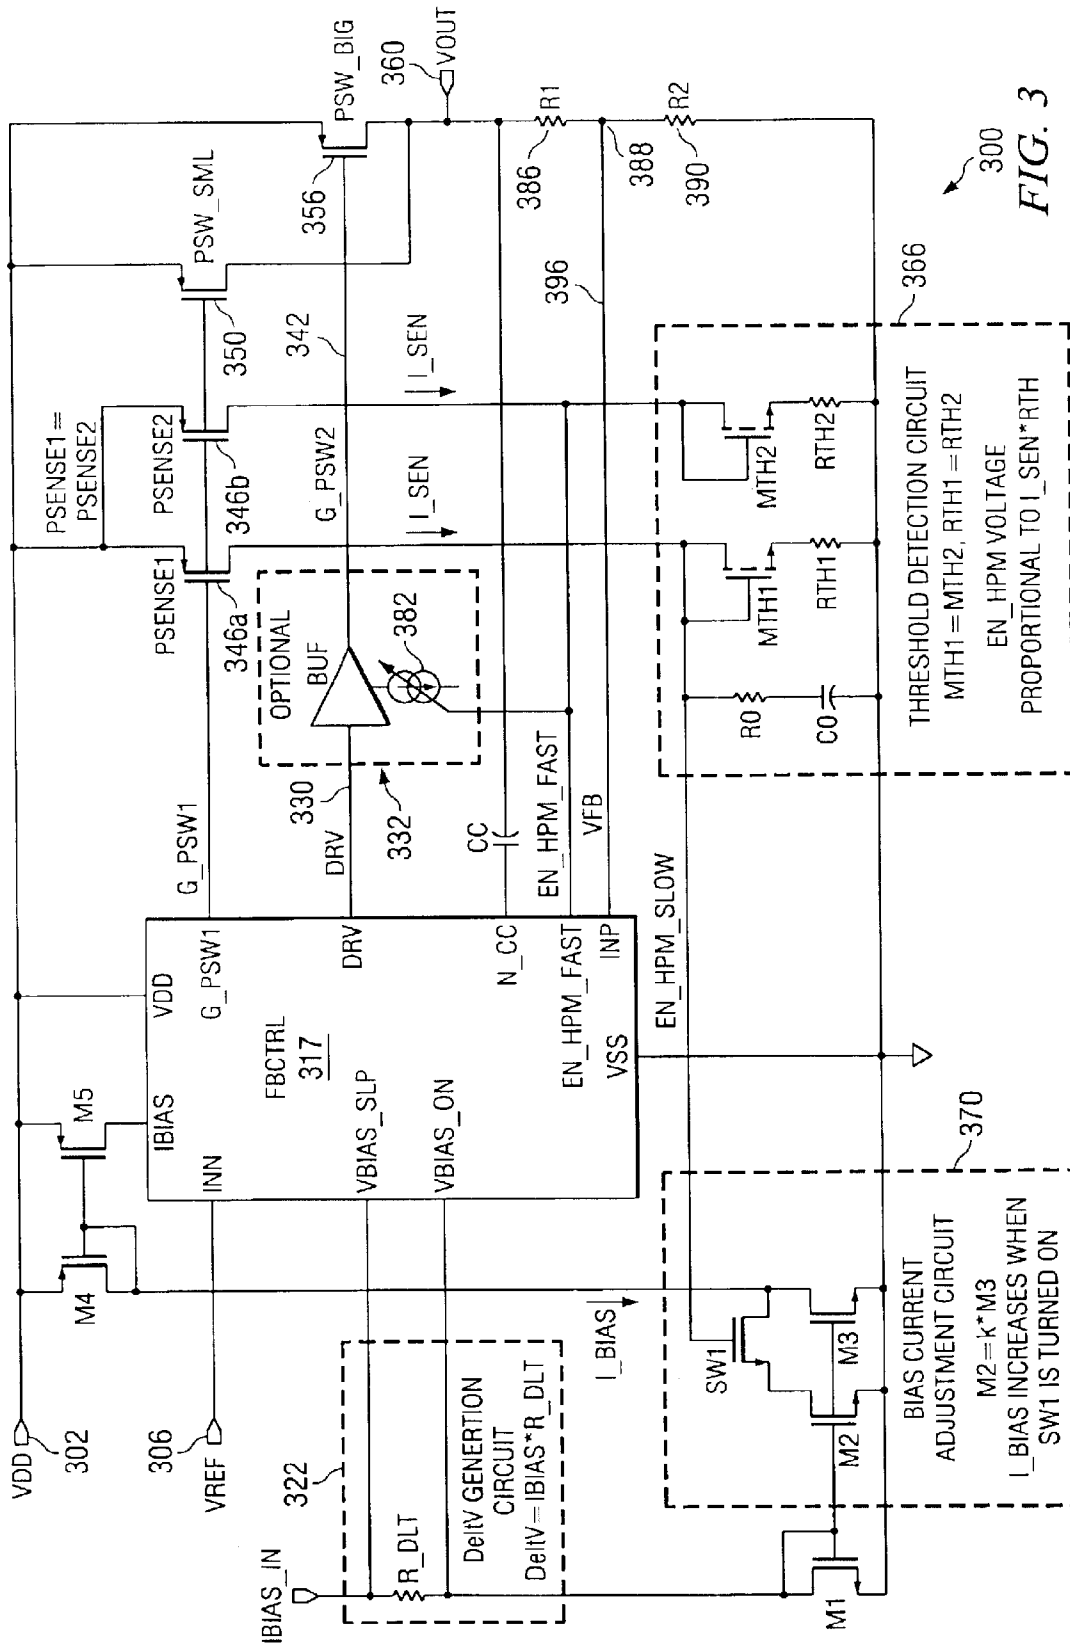 VDD
302
306
VREF
M4
M5
PSENSE1=
PSENSE2
PSENSE1
346a
PSENSE2
346b
PSW_SML
350
PSW_BIG
356
360
VOUT
IBIAS
VDD
INN
G_PSW1
G_PSW1
FBCTRL
317
VBIAS_SLP
VBIAS_ON
DRV
N_CC
EN_HPM_FAST
INP
VSS
DRV
330
332
OPTIONAL
BUF
382
G_PSW2
342
I_SEN
I_SEN
CC
EN_HPM_FAST
VFB
396
386
R1
388
390
R2
322
IBIAS_IN
R_DLT
DeltV GENERTION
CIRCUIT
DeltV=IBIAS*R_DLT
I_BIAS
EN_HPM_SLOW
370
SW1
M3
M2
M1
BIAS CURRENT
ADJUSTMENT CIRCUIT
M2=k*M3
I_BIAS INCREASES WHEN
SW1 IS TURNED ON
366
R0
C0
MTH1
RTH1
MTH2
RTH2
THRESHOLD DETECTION CIRCUIT
MTH1=MTH2, RTH1=RTH2
EN_HPM VOLTAGE
PROPORTIONAL TO I_SEN*RTH
300
FIG. 3